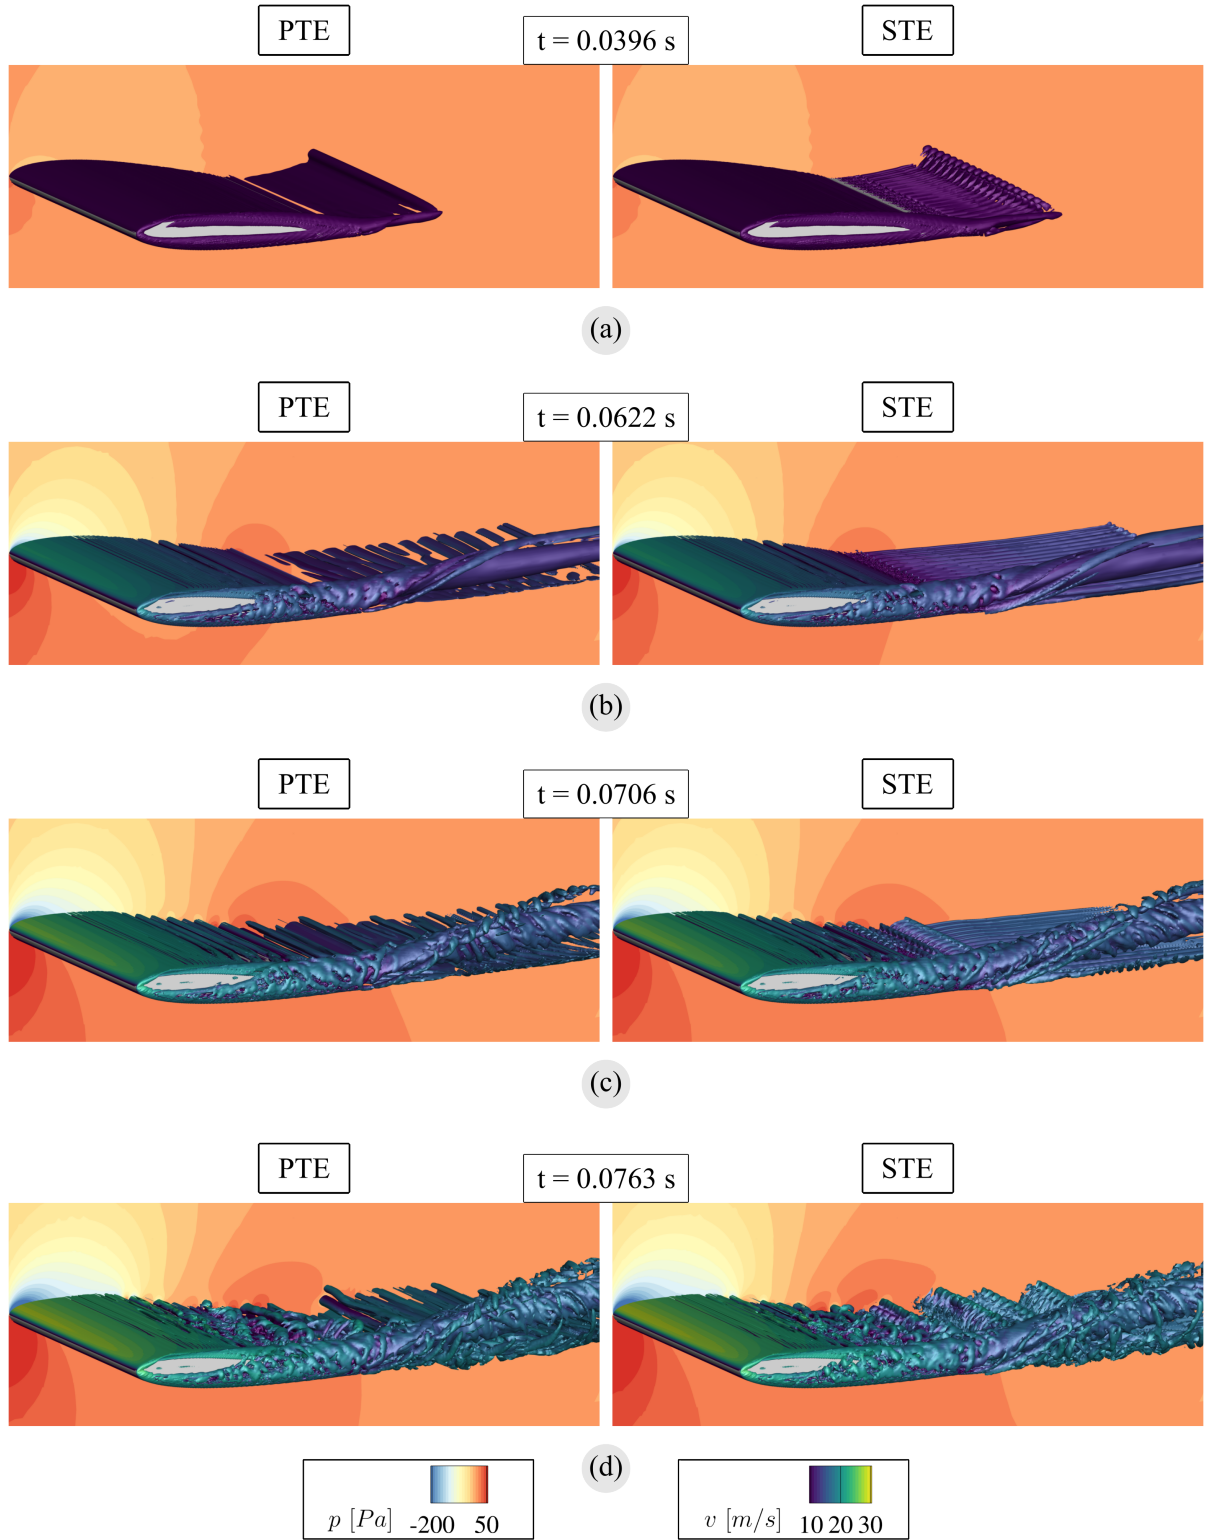 PTE
t = 0.0396 s
STE
(a)
PTE
t = 0.0622 s
STE
(b)
PTE
t = 0.0706 s
STE
(c)
PTE
t = 0.0763 s
STE
(d)
p [Pa] -200 50
v [m/s] 10 20 30